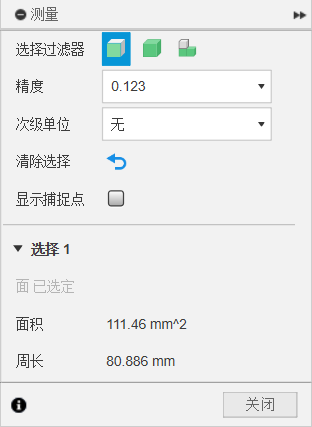 测量
选择过滤器
精度 0.123
次级单位 无
清除选择
显示捕捉点
选择 1
面 已选定
面积 111.46 mm^2
周长 80.886 mm
关闭